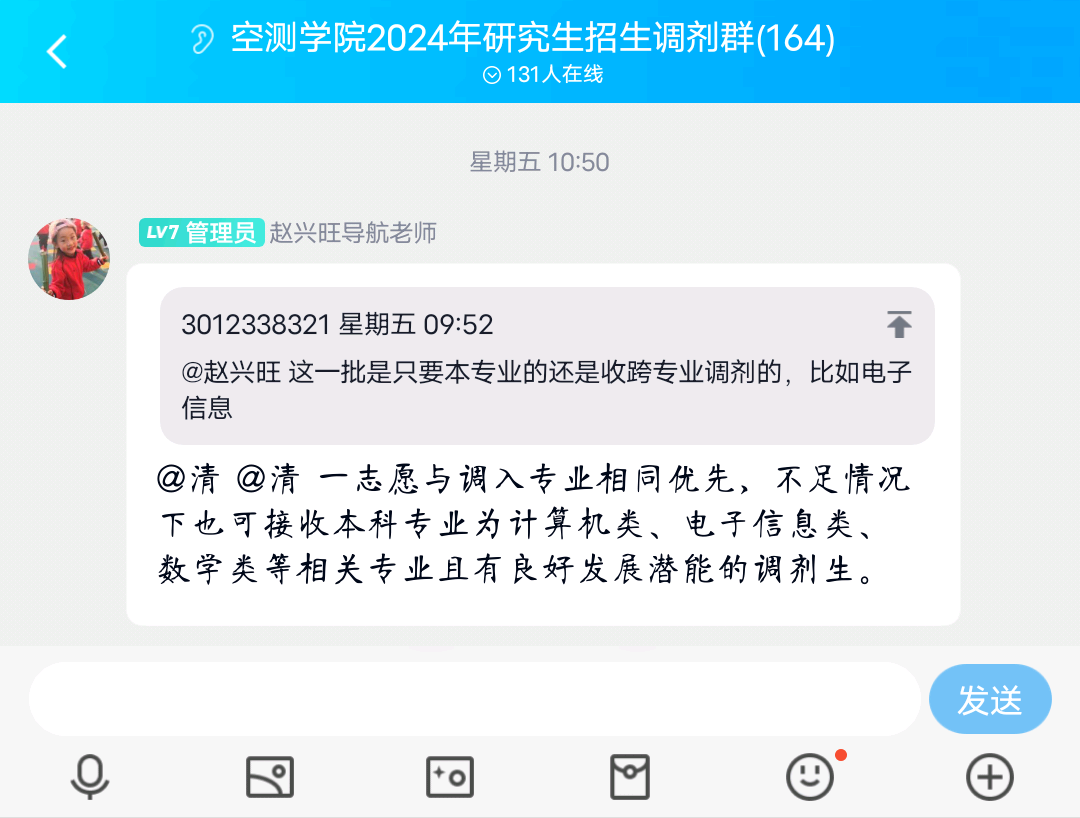 空测学院2024年研究生招生调剂群(164)
131人在线
星期五 10:50
LV7 管理员 赵兴旺导航老师
3012338321 星期五 09:52
@赵兴旺 这一批是只要本专业的还是收跨专业调剂的，比如电子
信息
@清 @清 一志愿与调入专业相同优先，不足情况
下也可接收本科专业为计算机类、电子信息类、
数学类等相关专业且有良好发展潜能的调剂生。
发送